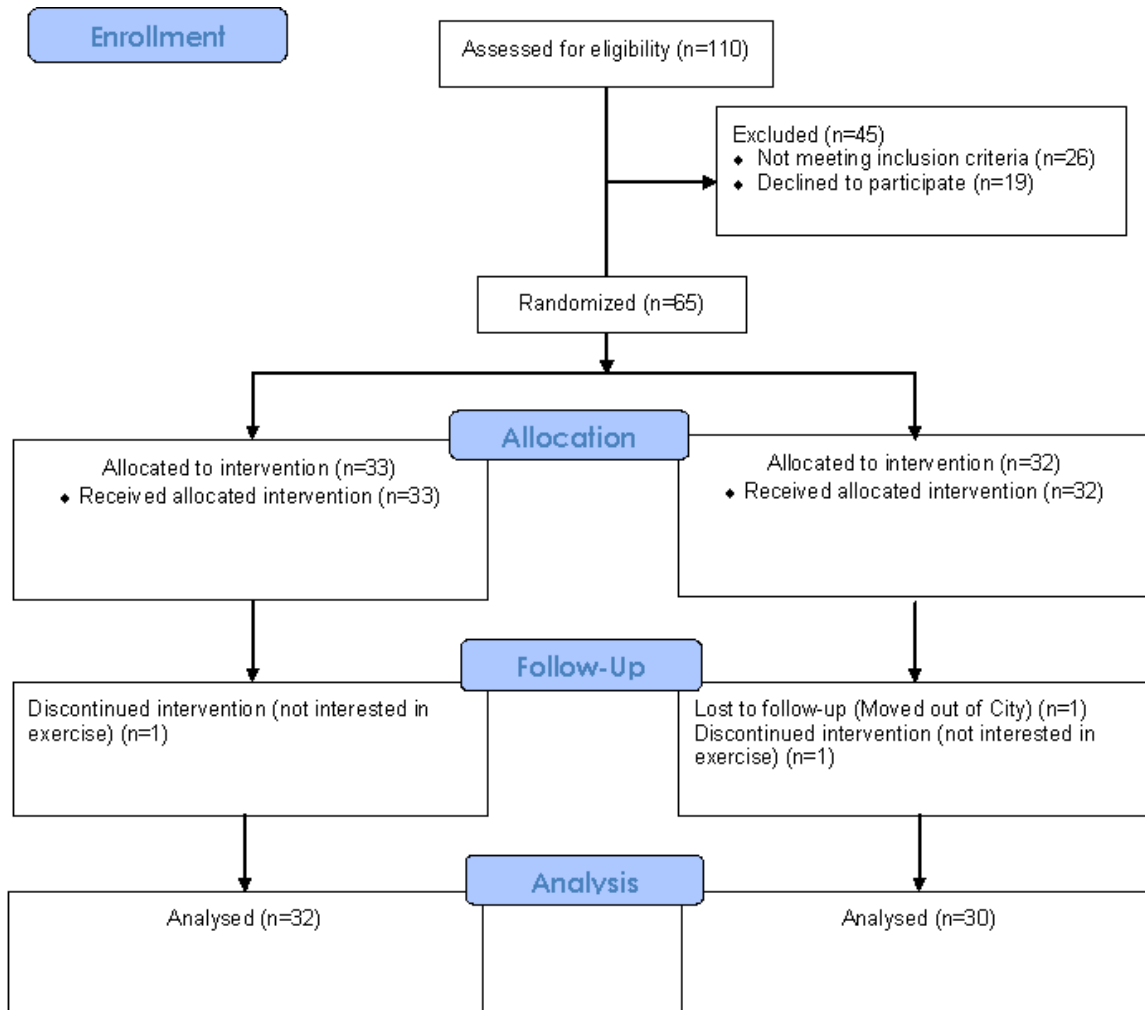 Enrollment
Assessed for eligibility (n=110)
Excluded (n=45)
♦ Not meeting inclusion criteria (n=26)
♦ Declined to participate (n=19)
Randomized (n=65)
Allocation
Allocated to intervention (n=33)
♦ Received allocated intervention (n=33)
Allocated to intervention (n=32)
♦ Received allocated intervention (n=32)
Follow-Up
Discontinued intervention (not interested in
exercise) (n=1)
Lost to follow-up (Moved out of City) (n=1)
Discontinued intervention (not interested in
exercise) (n=1)
Analysis
Analysed (n=32)
Analysed (n=30)